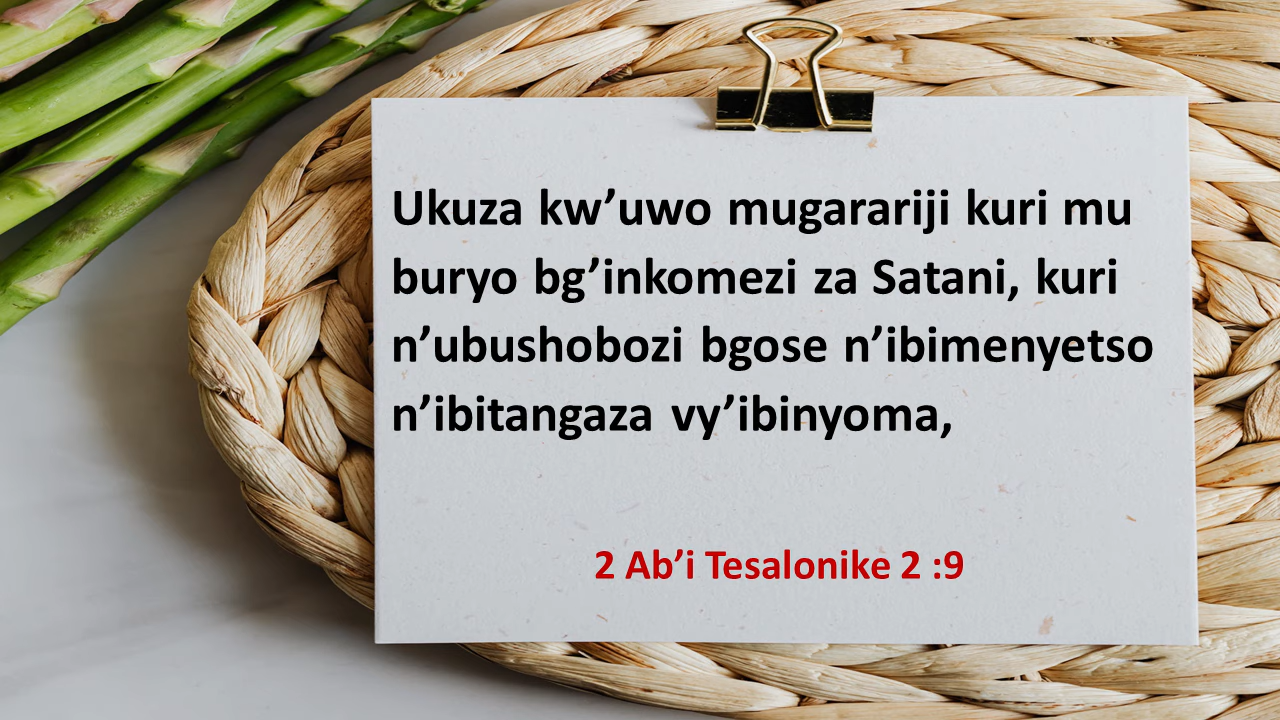 Ukuza kw’uwo mugarariji kuri mu
buryo bg’inkomezi za Satani, kuri
n’ubushobozi bgose n’ibimenyetso
n’ibitangaza vy’ibinyoma,
2 Ab’i Tesalonike 2 :9